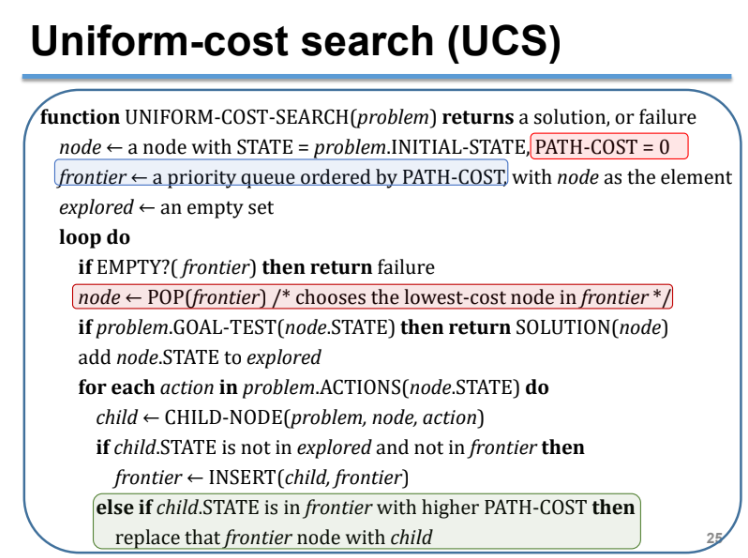 Uniform-cost search (UCS)
function UNIFORM-COST-SEARCH(problem) returns a solution, or failure
node ← a node with STATE = problem.INITIAL-STATE, PATH-COST = 0
frontier ← a priority queue ordered by PATH-COST, with node as the element
explored ← an empty set
loop do
if EMPTY?( frontier) then return failure
node ← POP(frontier) /* chooses the lowest-cost node in frontier */
if problem.GOAL-TEST(node.STATE) then return SOLUTION(node)
add node.STATE to explored
for each action in problem.ACTIONS(node.STATE) do
child ← CHILD-NODE(problem, node, action)
if child.STATE is not in explored and not in frontier then
frontier ← INSERT(child, frontier)
else if child.STATE is in frontier with higher PATH-COST then
replace that frontier node with child
25